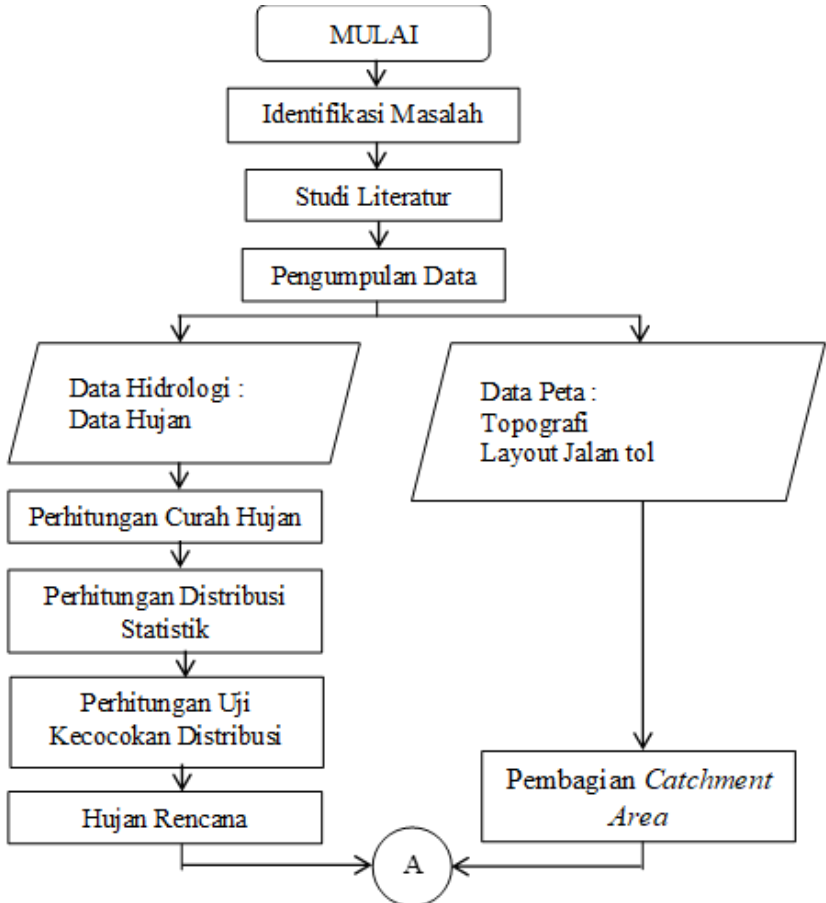 MULAI
Identifikasi Masalah
Studi Literatur
Pengumpulan Data
Data Hidrologi :
Data Hujan
Perhitungan Curah Hujan
Perhitungan Distribusi
Statistik
Perhitungan Uji
Kecocokan Distribusi
Hujan Rencana
Data Peta :
Topografi
Layout Jalan tol
Pembagian Catchment
Area
A